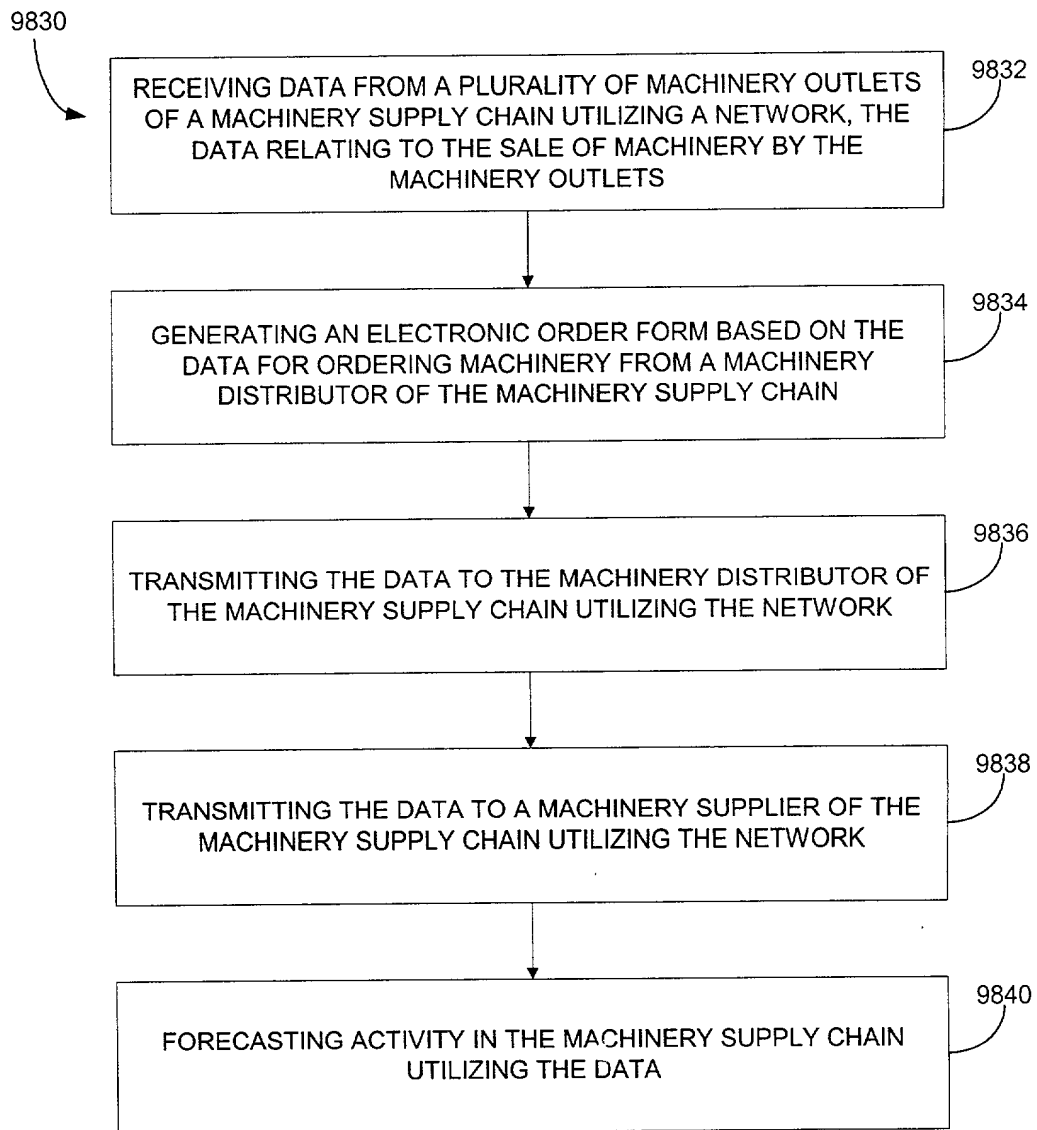 9830
9832
RECEIVING DATA FROM A PLURALITY OF MACHINERY OUTLETS
OF A MACHINERY SUPPLY CHAIN UTILIZING A NETWORK, THE
DATA RELATING TO THE SALE OF MACHINERY BY THE
MACHINERY OUTLETS
9834
GENERATING AN ELECTRONIC ORDER FORM BASED ON THE
DATA FOR ORDERING MACHINERY FROM A MACHINERY
DISTRIBUTOR OF THE MACHINERY SUPPLY CHAIN
9836
TRANSMITTING THE DATA TO THE MACHINERY DISTRIBUTOR OF
THE MACHINERY SUPPLY CHAIN UTILIZING THE NETWORK
9838
TRANSMITTING THE DATA TO A MACHINERY SUPPLIER OF THE
MACHINERY SUPPLY CHAIN UTILIZING THE NETWORK
9840
FORECASTING ACTIVITY IN THE MACHINERY SUPPLY CHAIN
UTILIZING THE DATA